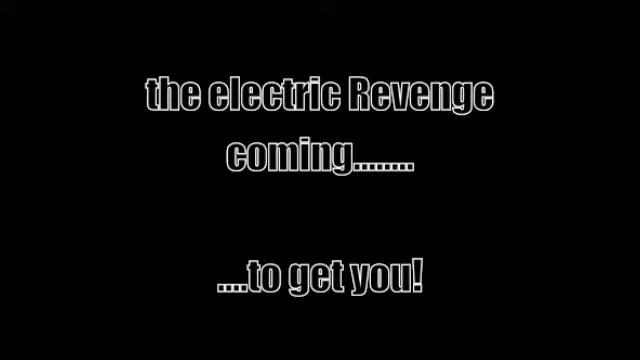 the electric Revenge
coming........
....to get you!